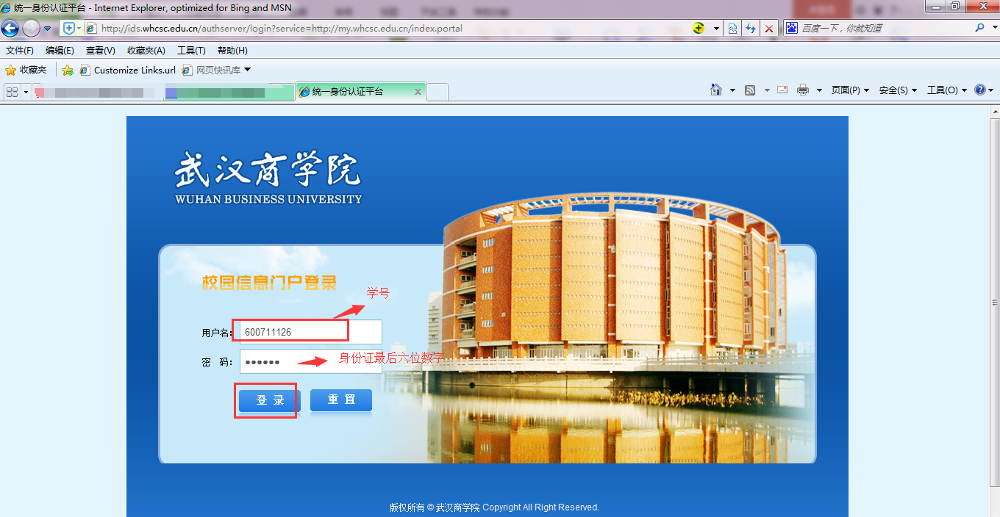 统一身份认证平台 - Internet Explorer, optimized for Bing and MSN
http://ids.whcsc.edu.cn/authserver/login?service=http://my.whcsc.edu.cn/index.portal
百度一下，你就知道
文件(F) 编辑(E) 查看(V) 收藏夹(A) 工具(T) 帮助(H)
收藏夹 Customize Links.url 网页快讯库
统一身份认证平台 页面(P) 安全(S) 工具(O)
武汉商学院
WUHAN BUSINESS UNIVERSITY
校园信息门户登录
学号
用户名: 600711126
密 码: ●●●●●● 身份证最后六位数字
登 录 重 置
版权所有 © 武汉商学院 Copyright All Right Reserved.